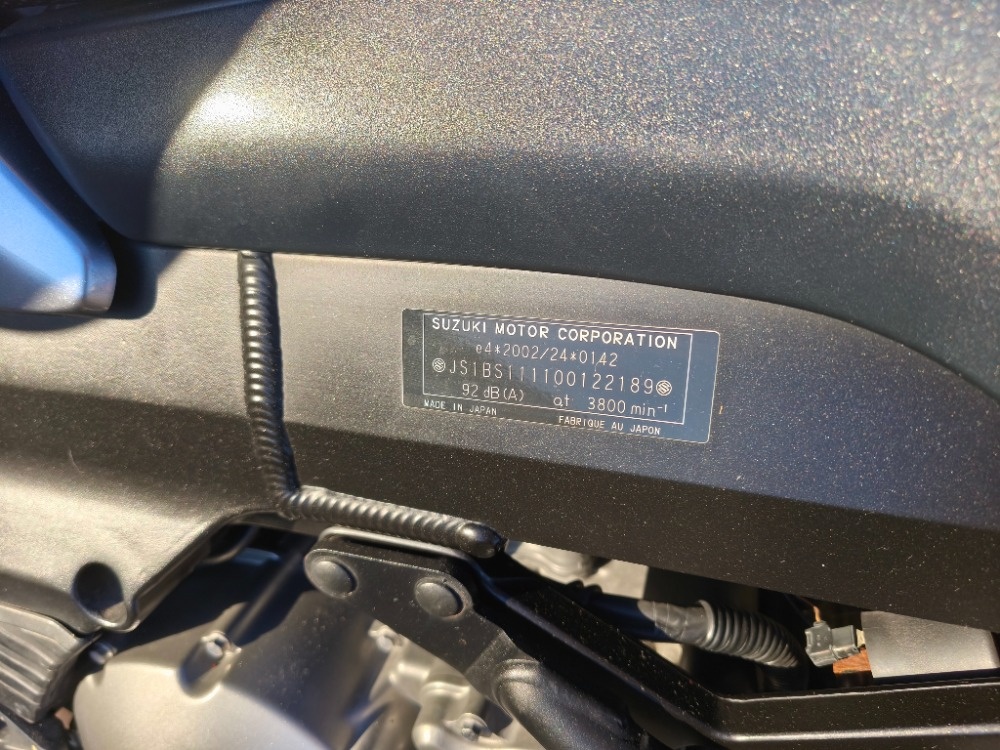 SUZUKI MOTOR CORPORATION
e4*2002/24*0142
JS1BS111100122189
92 dB(A) at 3800 min⁻¹
MADE IN JAPAN FABRIQUE AU JAPON